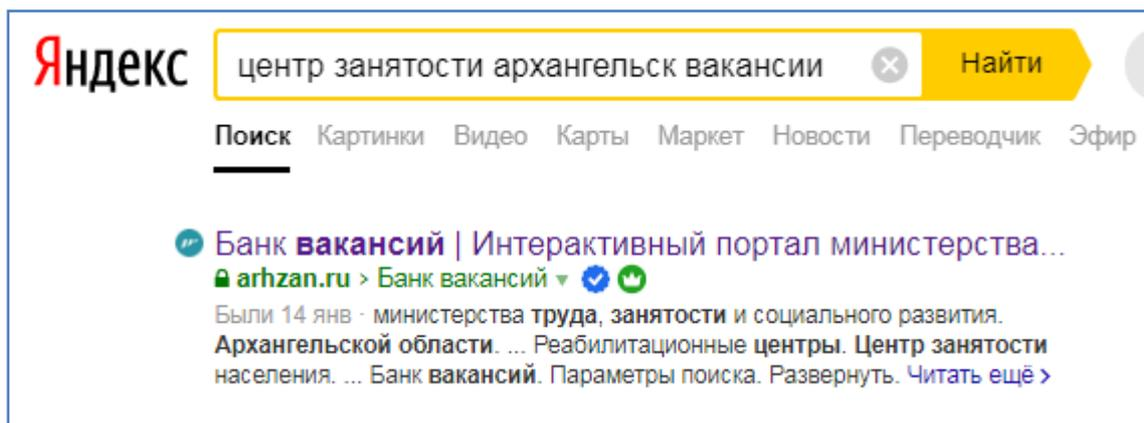 Яндекс
центр занятости архангельск вакансии
Найти
Поиск Картинки Видео Карты Маркет Новости Переводчик Эфир
Банк вакансий | Интерактивный портал министерства...
arhzan.ru › Банк вакансий
Были 14 янв · министерства труда, занятости и социального развития.
Архангельской области. ... Реабилитационные центры. Центр занятости
населения. ... Банк вакансий. Параметры поиска. Развернуть. Читать ещё ›